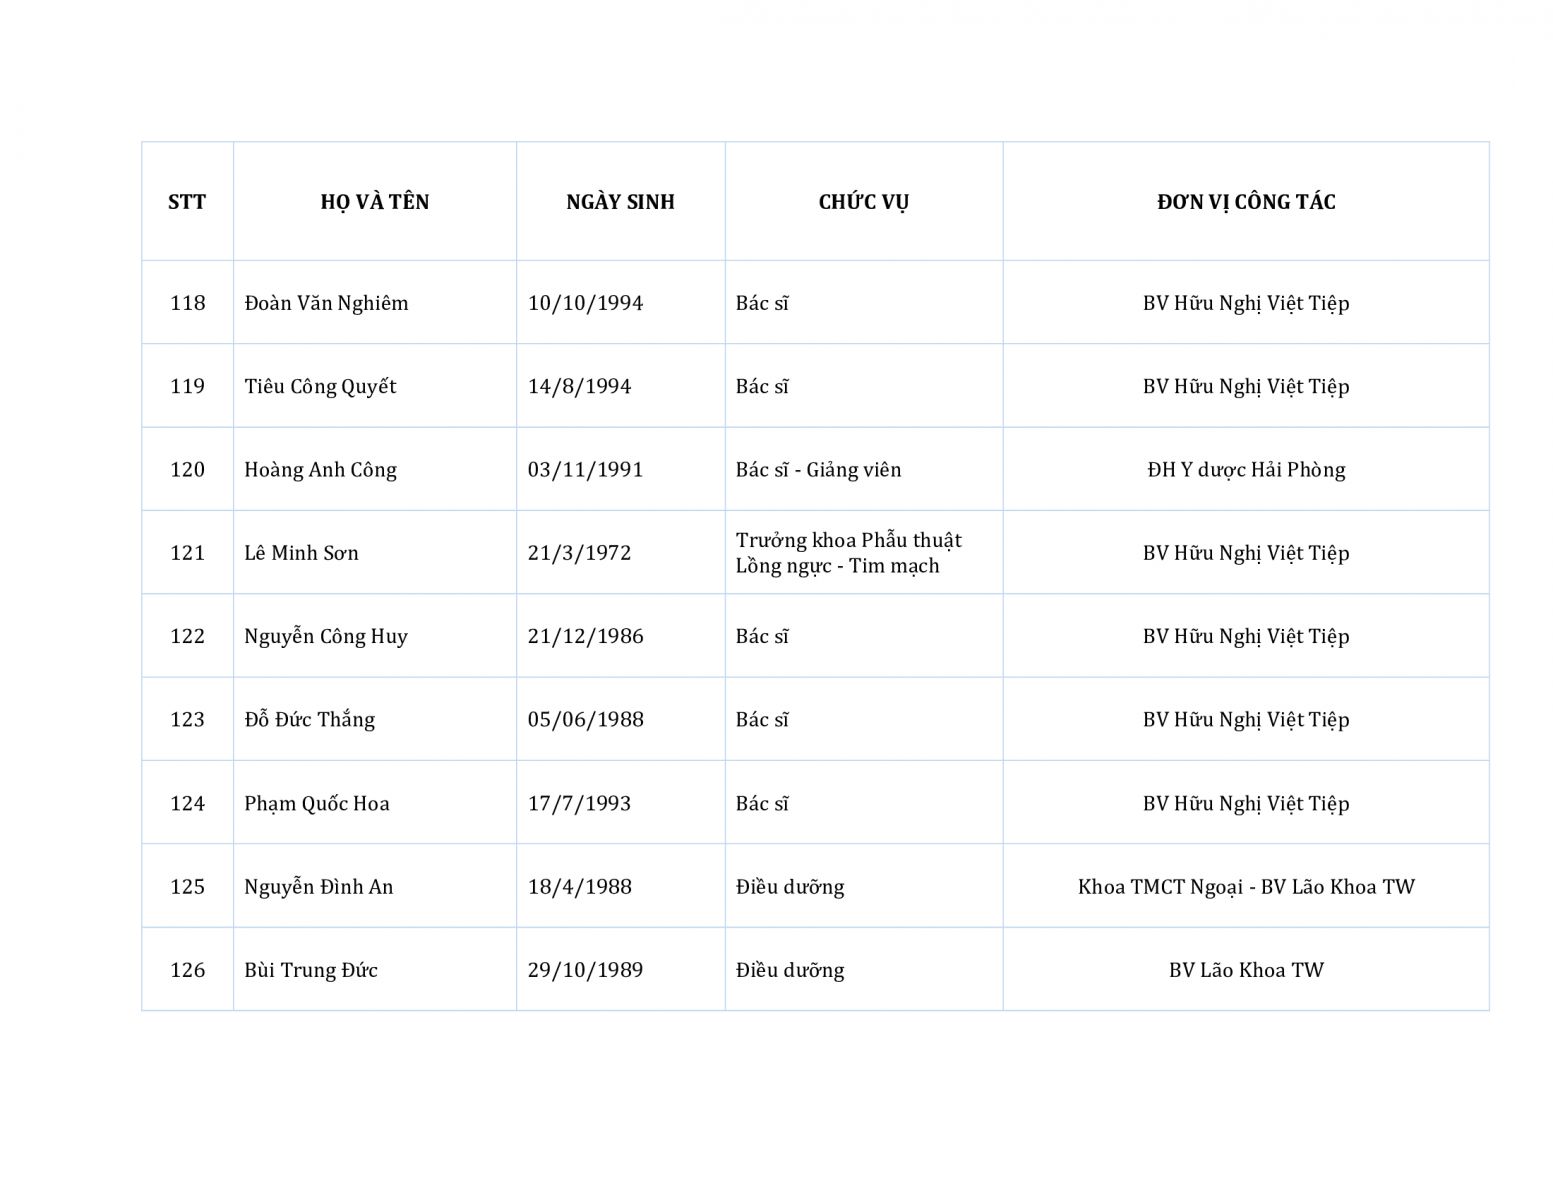 STT HỌ VÀ TÊN NGÀY SINH CHỨC VỤ ĐƠN VỊ CÔNG TÁC
118 Đoàn Văn Nghiêm 10/10/1994 Bác sĩ BV Hữu Nghị Việt Tiệp
119 Tiêu Công Quyết 14/8/1994 Bác sĩ BV Hữu Nghị Việt Tiệp
120 Hoàng Anh Công 03/11/1991 Bác sĩ - Giảng viên ĐH Y dược Hải Phòng
121 Lê Minh Sơn 21/3/1972 Trưởng khoa Phẫu thuật
Lồng ngực - Tim mạch BV Hữu Nghị Việt Tiệp
122 Nguyễn Công Huy 21/12/1986 Bác sĩ BV Hữu Nghị Việt Tiệp
123 Đỗ Đức Thắng 05/06/1988 Bác sĩ BV Hữu Nghị Việt Tiệp
124 Phạm Quốc Hoa 17/7/1993 Bác sĩ BV Hữu Nghị Việt Tiệp
125 Nguyễn Đình An 18/4/1988 Điều dưỡng Khoa TMCT Ngoại - BV Lão Khoa TW
126 Bùi Trung Đức 29/10/1989 Điều dưỡng BV Lão Khoa TW